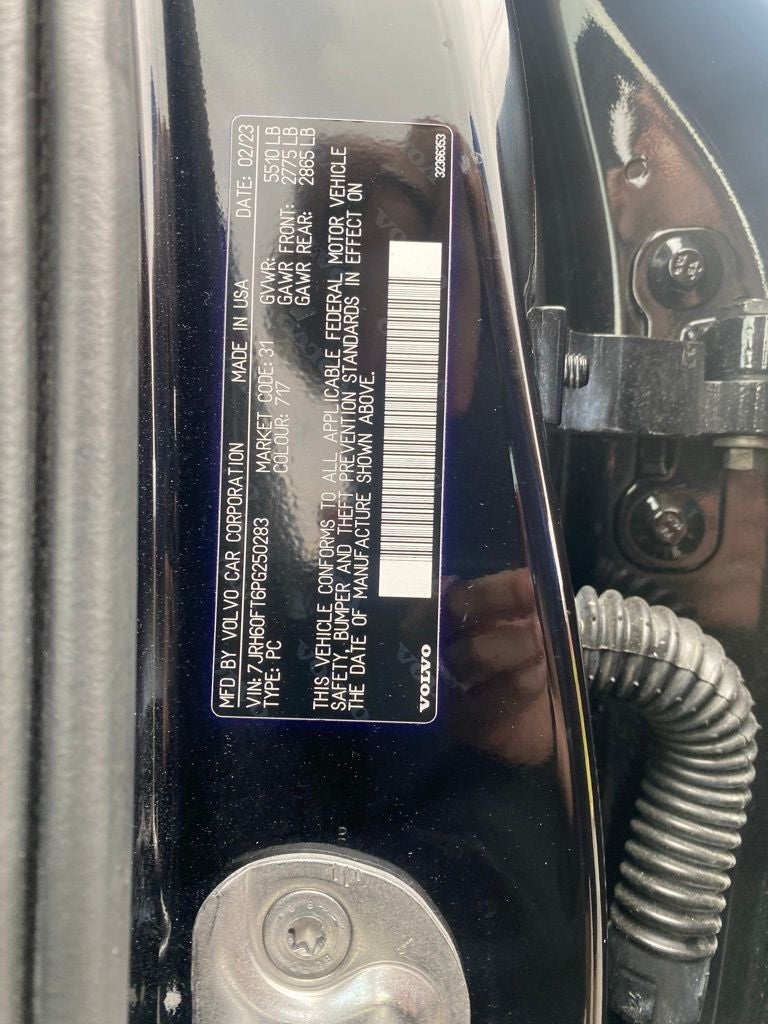 MFD BY VOLVO CAR CORPORATION MADE IN USA DATE: 02/23
VIN: 7JRH60FT6PG250283 MARKET CODE: 31 GVWR: 5510 LB
TYPE: PC COLOUR: 717 GAWR FRONT: 2775 LB
GAWR REAR: 2865 LB
THIS VEHICLE CONFORMS TO ALL APPLICABLE FEDERAL MOTOR VEHICLE
SAFETY, BUMPER AND THEFT PREVENTION STANDARDS IN EFFECT ON
THE DATE OF MANUFACTURE SHOWN ABOVE.
VOLVO 32366353